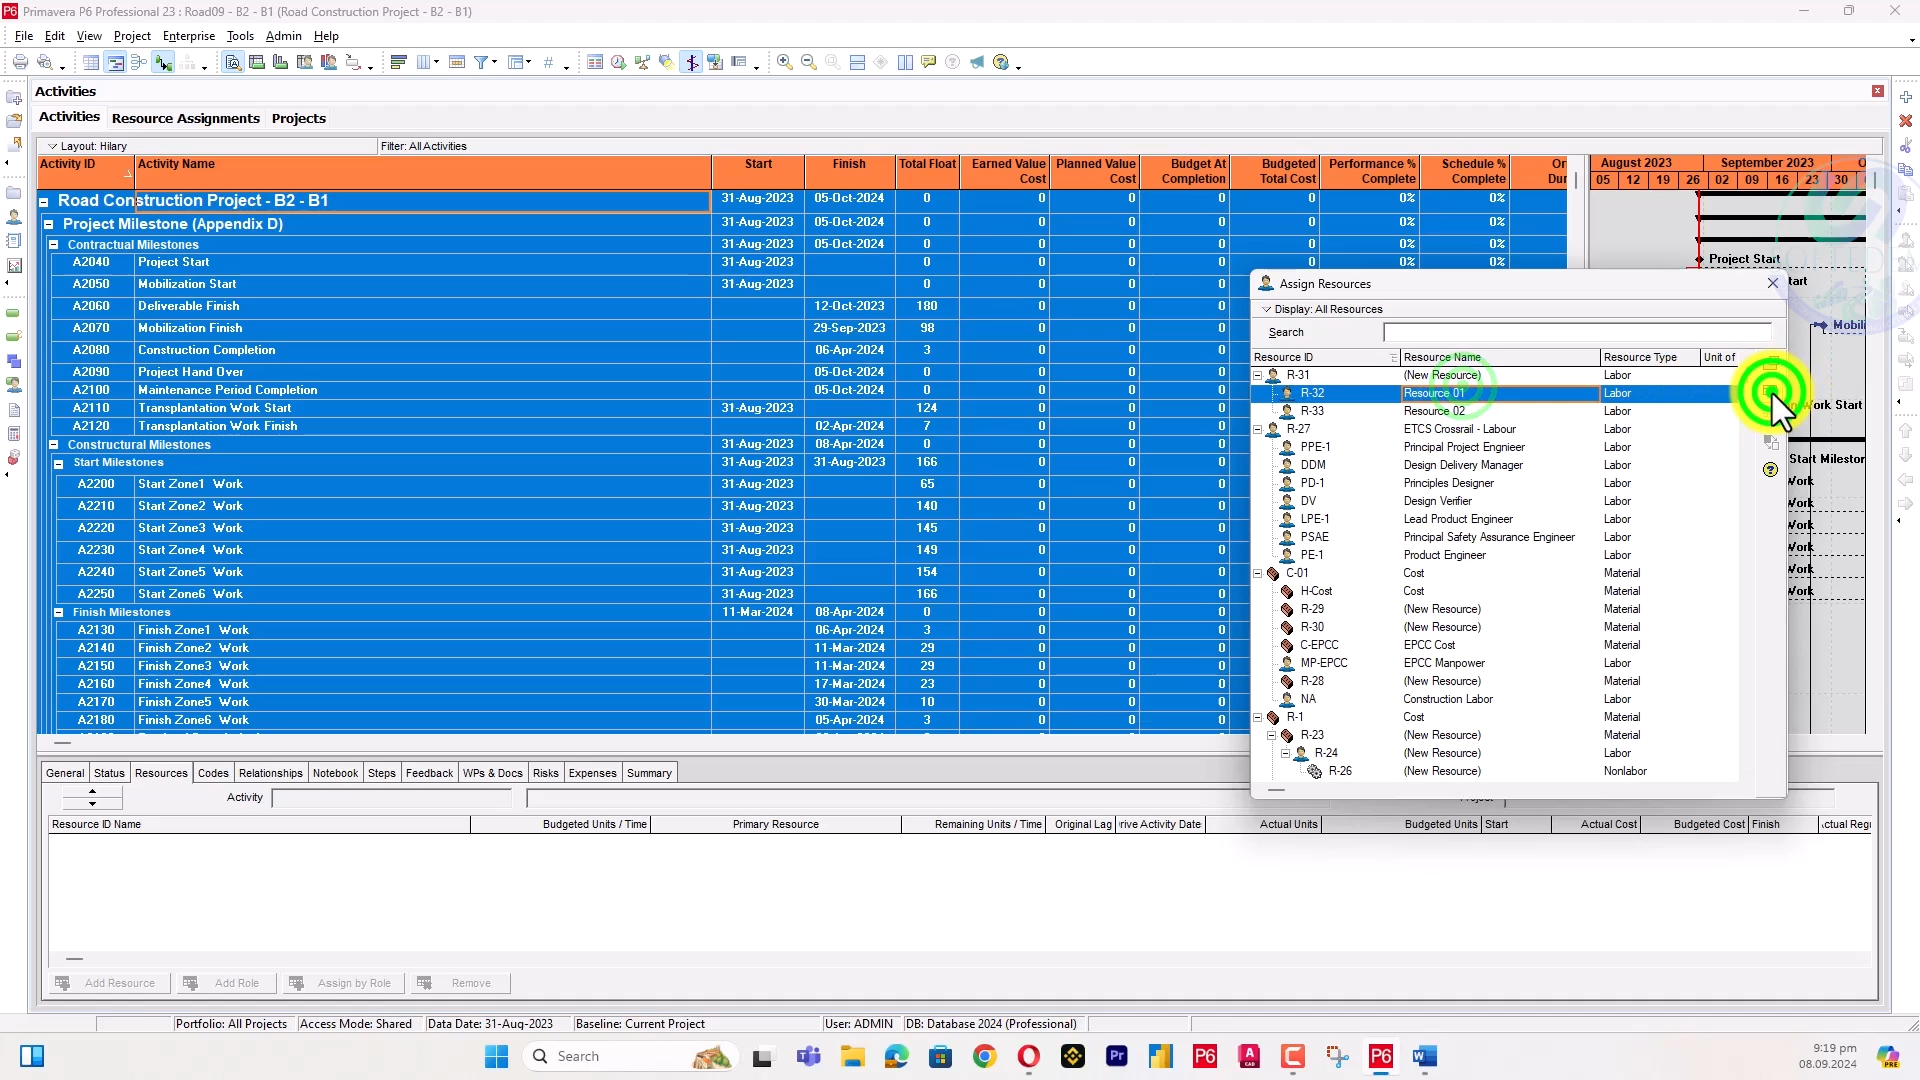 Primavera P6 Professional 23 : Road09 - B2 - B1 (Road Construction Project - B2 - B1)
File Edit View Project Enterprise Tools Admin Help
Activities
Activities Resource Assignments Projects
Layout: Hilary Filter: All Activities
Activity ID Activity Name Start Finish Total Float Earned Value Cost Planned Value Cost Budget At Completion Budgeted Total Cost Performance % Complete Schedule % Complete Or Dur
August 2023 September 2023 O
05 12 19 26 02 09 16 23 30
Road Construction Project - B2 - B1 31-Aug-2023 05-Oct-2024 0 0 0 0 0 0% 0%
Project Milestone (Appendix D) 31-Aug-2023 05-Oct-2024 0 0 0 0 0 0% 0%
Contractual Milestones 31-Aug-2023 05-Oct-2024 0 0 0 0 0 0% 0%
A2040 Project Start 31-Aug-2023 0 0 0 0 0 0% 0% Project Start
A2050 Mobilization Start 31-Aug-2023 0 0 0 0 tart
A2060 Deliverable Finish 12-Oct-2023 180 0 0 0
A2070 Mobilization Finish 29-Sep-2023 98 0 0 0 Mobili
A2080 Construction Completion 06-Apr-2024 3 0 0 0
A2090 Project Hand Over 05-Oct-2024 0 0 0 0
A2100 Maintenance Period Completion 05-Oct-2024 0 0 0 0
A2110 Transplantation Work Start 31-Aug-2023 124 0 0 0 Work Start
A2120 Transplantation Work Finish 02-Apr-2024 7 0 0 0
Constructural Milestones 31-Aug-2023 08-Apr-2024 0 0 0 0
Start Milestones 31-Aug-2023 31-Aug-2023 166 0 0 0 Start Milestor
A2200 Start Zone1 Work 31-Aug-2023 65 0 0 0 Work
A2210 Start Zone2 Work 31-Aug-2023 140 0 0 0 Work
A2220 Start Zone3 Work 31-Aug-2023 145 0 0 0 Work
A2230 Start Zone4 Work 31-Aug-2023 149 0 0 0 Work
A2240 Start Zone5 Work 31-Aug-2023 154 0 0 0 Work
A2250 Start Zone6 Work 31-Aug-2023 166 0 0 0 Work
Finish Milestones 11-Mar-2024 08-Apr-2024 0 0 0 0
A2130 Finish Zone1 Work 06-Apr-2024 3 0 0 0
A2140 Finish Zone2 Work 11-Mar-2024 29 0 0 0
A2150 Finish Zone3 Work 11-Mar-2024 29 0 0 0
A2160 Finish Zone4 Work 17-Mar-2024 23 0 0 0
A2170 Finish Zone5 Work 30-Mar-2024 10 0 0 0
A2180 Finish Zone6 Work 05-Apr-2024 3 0 0 0
Assign Resources
Display: All Resources
Search
Resource ID Resource Name Resource Type Unit of
R-31 (New Resource) Labor
R-32 Resource 01 Labor
R-33 Resource 02 Labor
R-27 ETCS Crossrail - Labour Labor
PPE-1 Principal Project Engnieer Labor
DDM Design Delivery Manager Labor
PD-1 Principles Designer Labor
DV Design Verifier Labor
LPE-1 Lead Product Engineer Labor
PSAE Principal Safety Assurance Engineer Labor
PE-1 Product Engineer Labor
C-01 Cost Material
H-Cost Cost Material
R-29 (New Resource) Material
R-30 (New Resource) Material
C-EPCC EPCC Cost Material
MP-EPCC EPCC Manpower Labor
R-28 (New Resource) Material
NA Construction Labor Labor
R-1 Cost Material
R-23 (New Resource) Material
R-24 (New Resource) Labor
R-26 (New Resource) Nonlabor
General Status Resources Codes Relationships Notebook Steps Feedback WPs & Docs Risks Expenses Summary
Activity Project
Resource ID Name Budgeted Units / Time Primary Resource Remaining Units / Time Original Lag rive Activity Date Actual Units Budgeted Units Start Actual Cost Budgeted Cost Finish ctual Regu
Add Resource Add Role Assign by Role Remove
Portfolio: All Projects Access Mode: Shared Data Date: 31-Aug-2023 Baseline: Current Project User: ADMIN DB: Database 2024 (Professional)
Search
9:19 pm
08.09.2024